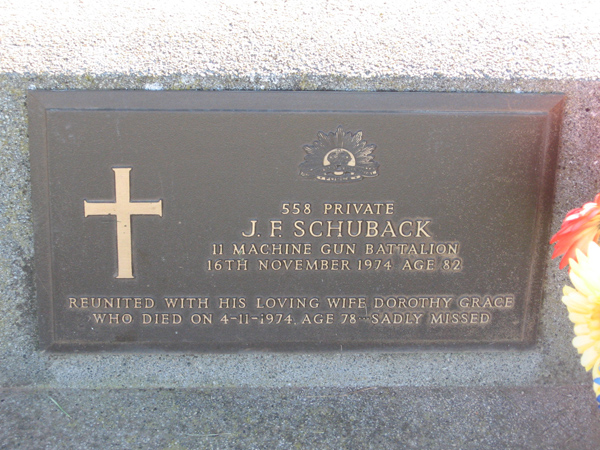 558 PRIVATE
J. F. SCHUBACK
11 MACHINE GUN BATTALION
16TH NOVEMBER 1974 AGE 82
REUNITED WITH HIS LOVING WIFE DOROTHY GRACE
WHO DIED ON 4-11-1974, AGE 78—SADLY MISSED